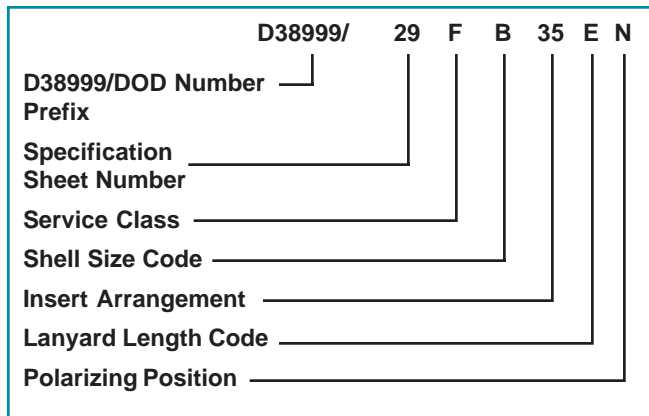 D38999/ 29 F B 35 E N
D38999/DOD Number
Prefix
Specification
Sheet Number
Service Class
Shell Size Code
Insert Arrangement
Lanyard Length Code
Polarizing Position